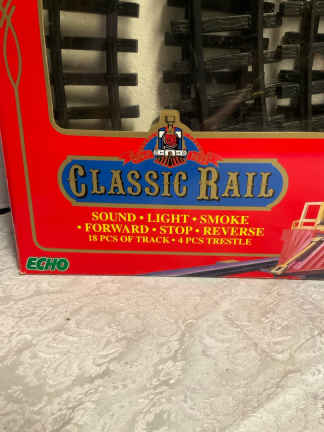 CLASSIC RAIL
SOUND • LIGHT • SMOKE
• FORWARD • STOP • REVERSE
18 PCS OF TRACK • 4 PCS TRESTLE
ECHO